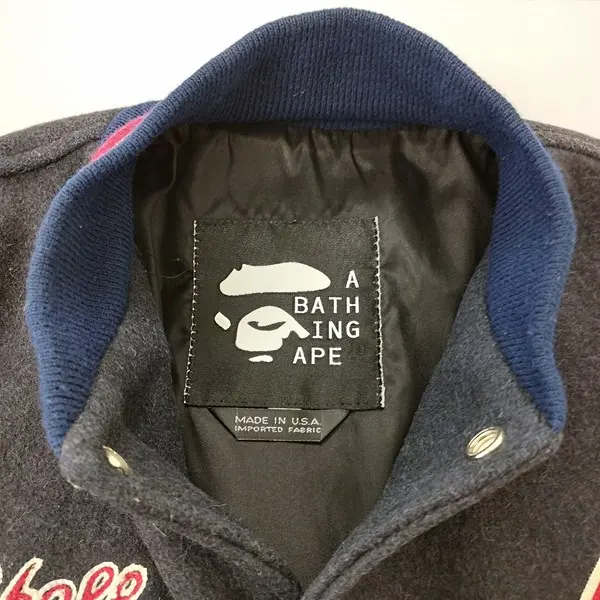 A
BATH
ING
APE
MADE IN U.S.A.
IMPORTED FABRIC